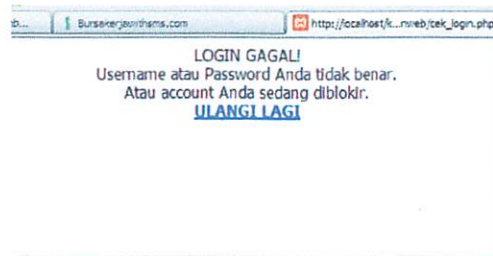 b...
Bursakerjawithsms.com
http://localhost/k...nweb/cek_login.php
LOGIN GAGAL!
Username atau Password Anda tidak benar.
Atau account Anda sedang diblokir.
ULANGI LAGI